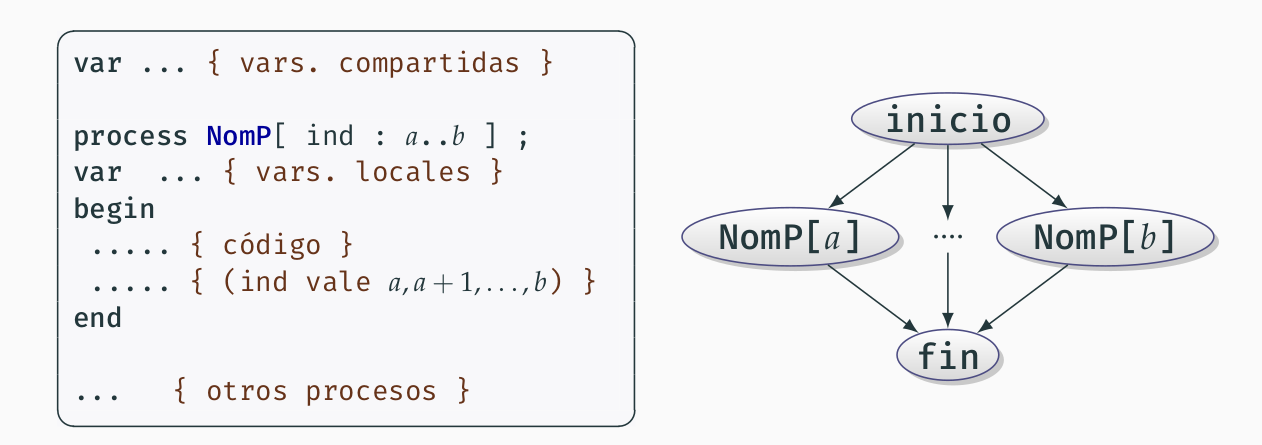 var ... { vars. compartidas }
process NomP[ ind : a..b ] ;
var  ... { vars. locales }
begin
 ..... { código }
 ..... { (ind vale a,a+1,...,b) }
end
...   { otros procesos }
inicio
NomP[a] .... NomP[b]
fin